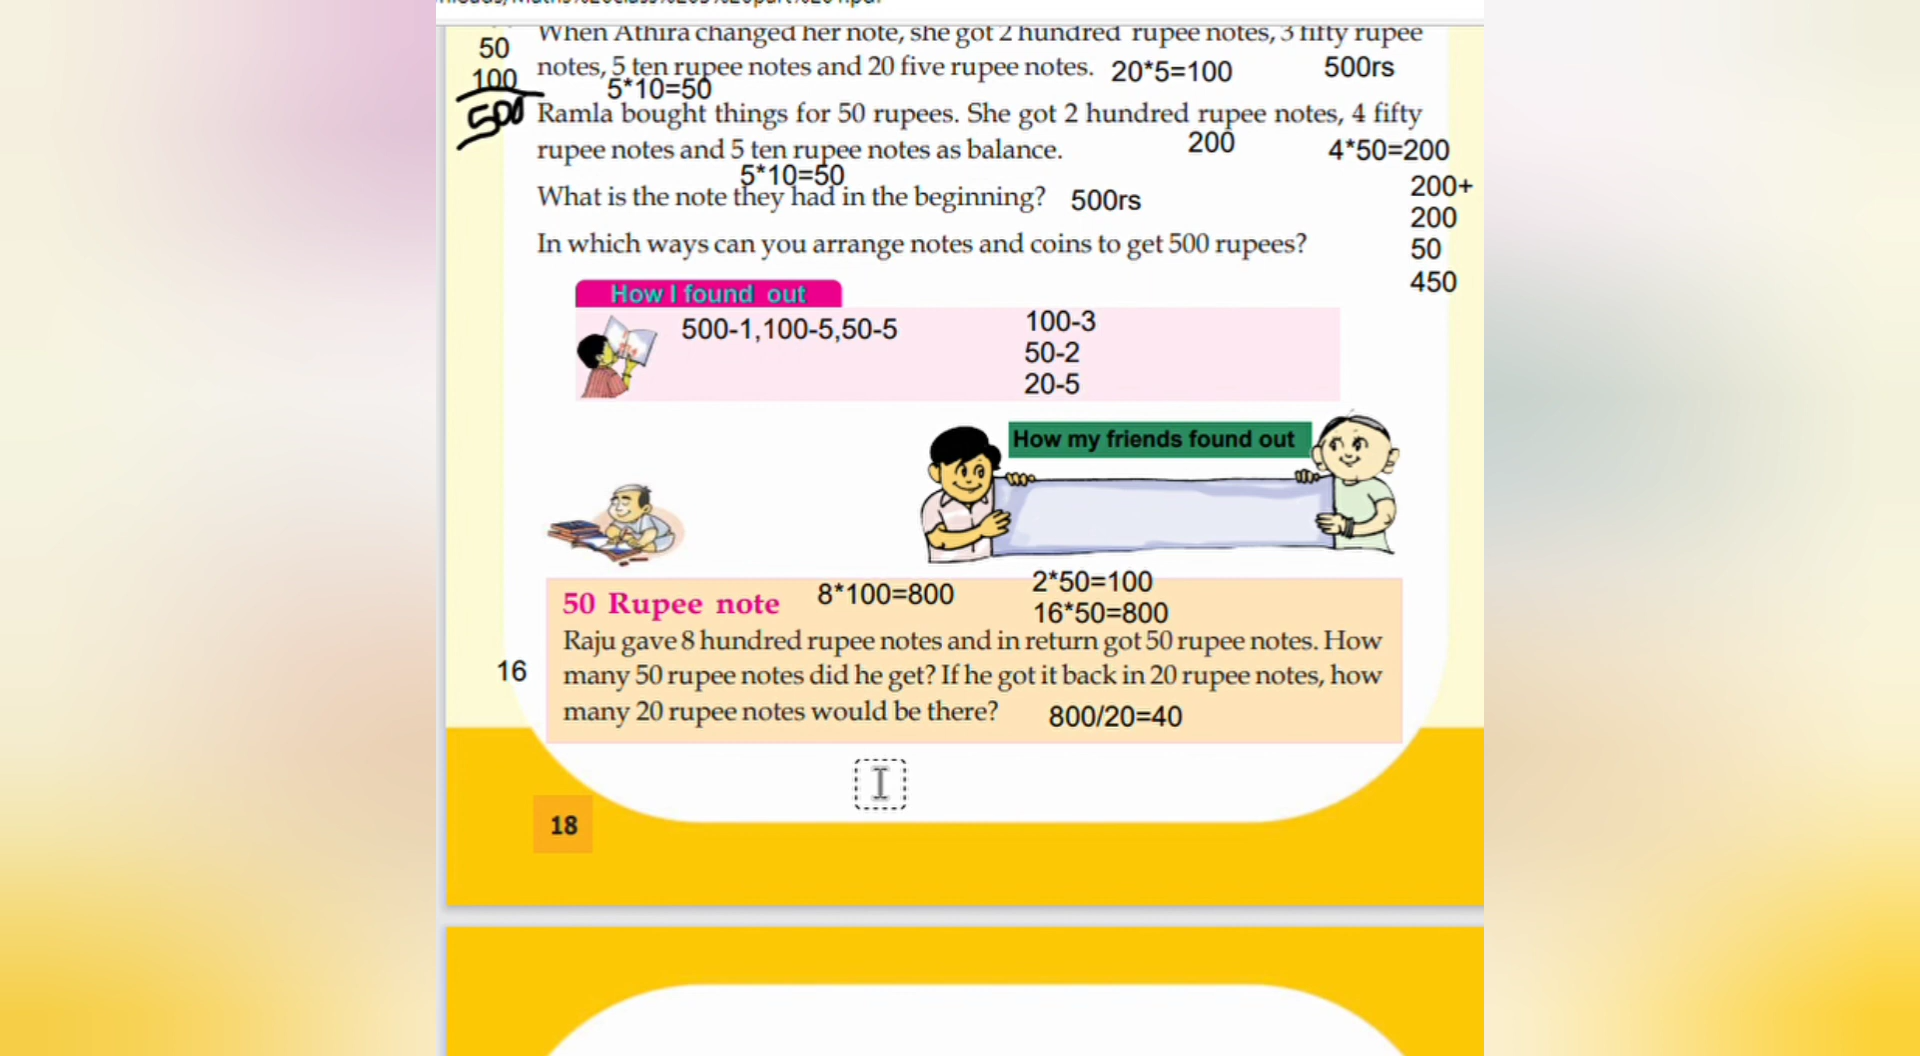 When Athira changed her note, she got 2 hundred rupee notes, 3 fifty rupee
50
notes, 5 ten rupee notes and 20 five rupee notes. 20*5=100 500rs
100
5*10=50
500
Ramla bought things for 50 rupees. She got 2 hundred rupee notes, 4 fifty
200
rupee notes and 5 ten rupee notes as balance. 4*50=200
5*10=50
What is the note they had in the beginning? 500rs
200+
200
50
450
In which ways can you arrange notes and coins to get 500 rupees?
How I found out
500-1,100-5,50-5
100-3
50-2
20-5
How my friends found out
50 Rupee note
8*100=800
2*50=100
16*50=800
Raju gave 8 hundred rupee notes and in return got 50 rupee notes. How
16
many 50 rupee notes did he get? If he got it back in 20 rupee notes, how
many 20 rupee notes would be there? 800/20=40
18